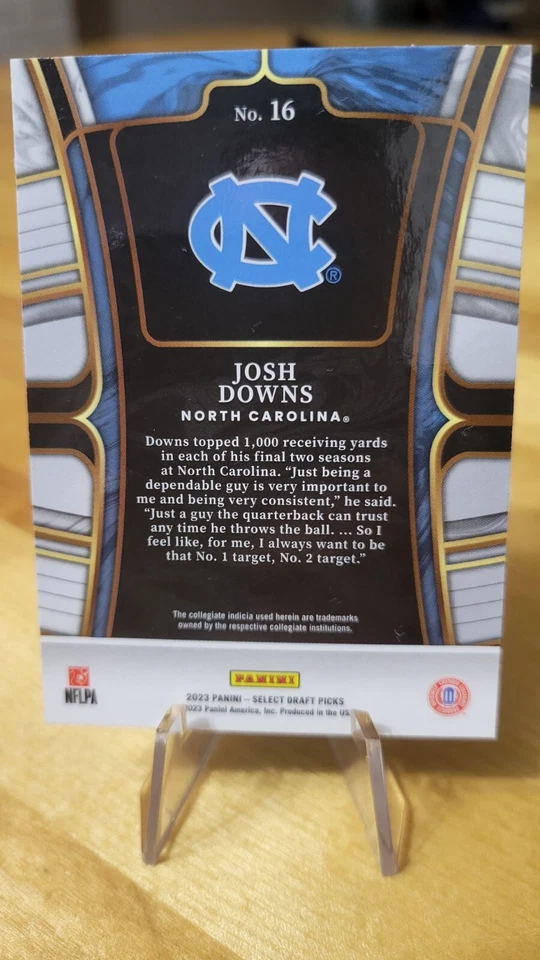 No. 16
NC®
JOSH
DOWNS
NORTH CAROLINA®
Downs topped 1,000 receiving yards
in each of his final two seasons
at North Carolina. “Just being a
dependable guy is very important to
me and being very consistent,” he said.
“Just a guy the quarterback can trust
any time he throws the ball. ... So I
feel like, for me, I always want to be
that No. 1 target, No. 2 target.”
The collegiate indicia used herein are trademarks
owned by the respective collegiate institutions.
PANINI
NFLPA
2023 PANINI – SELECT DRAFT PICKS
2023 Panini America, Inc. Produced in the US